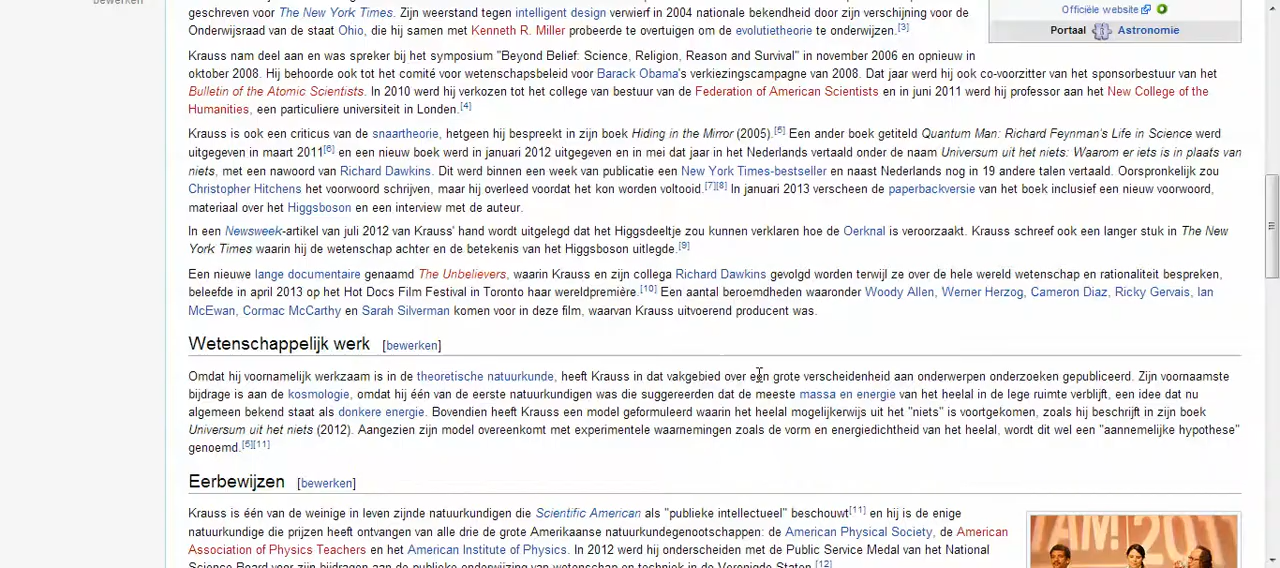 bewerken
geschreven voor The New York Times. Zijn weerstand tegen intelligent design verwierf in 2004 nationale bekendheid door zijn verschijning voor de
Officiële website
Onderwijsraad van de staat Ohio, die hij samen met Kenneth R. Miller probeerde te overtuigen om de evolutietheorie te onderwijzen.[3]
Portaal Astronomie
Krauss nam deel aan en was spreker bij het symposium "Beyond Belief: Science, Religion, Reason and Survival" in november 2006 en opnieuw in
oktober 2008. Hij behoorde ook tot het comité voor wetenschapsbeleid voor Barack Obama's verkiezingscampagne van 2008. Dat jaar werd hij ook co-voorzitter van het sponsorbestuur van het
Bulletin of the Atomic Scientists. In 2010 werd hij verkozen tot het college van bestuur van de Federation of American Scientists en in juni 2011 werd hij professor aan het New College of the
Humanities, een particuliere universiteit in Londen.[4]
Krauss is ook een criticus van de snaartheorie, hetgeen hij bespreekt in zijn boek Hiding in the Mirror (2005).[5] Een ander boek getiteld Quantum Man: Richard Feynman's Life in Science werd
uitgegeven in maart 2011[6] en een nieuw boek werd in januari 2012 uitgegeven en in mei dat jaar in het Nederlands vertaald onder de naam Universum uit het niets: Waarom er iets is in plaats van
niets, met een nawoord van Richard Dawkins. Dit werd binnen een week van publicatie een New York Times-bestseller en naast Nederlands nog in 19 andere talen vertaald. Oorspronkelijk zou
Christopher Hitchens het voorwoord schrijven, maar hij overleed voordat het kon worden voltooid.[7][8] In januari 2013 verscheen de paperbackversie van het boek inclusief een nieuw voorwoord,
materiaal over het Higgsboson en een interview met de auteur.
In een Newsweek-artikel van juli 2012 van Krauss' hand wordt uitgelegd dat het Higgsdeeltje zou kunnen verklaren hoe de Oerknal is veroorzaakt. Krauss schreef ook een langer stuk in The New
York Times waarin hij de wetenschap achter en de betekenis van het Higgsboson uitlegde.[9]
Een nieuwe lange documentaire genaamd The Unbelievers, waarin Krauss en zijn collega Richard Dawkins gevolgd worden terwijl ze over de hele wereld wetenschap en rationaliteit bespreken,
beleefde in april 2013 op het Hot Docs Film Festival in Toronto haar wereldpremière.[10] Een aantal beroemdheden waaronder Woody Allen, Werner Herzog, Cameron Diaz, Ricky Gervais, Ian
McEwan, Cormac McCarthy en Sarah Silverman komen voor in deze film, waarvan Krauss uitvoerend producent was.
Wetenschappelijk werk [bewerken]
Omdat hij voornamelijk werkzaam is in de theoretische natuurkunde, heeft Krauss in dat vakgebied over een grote verscheidenheid aan onderwerpen onderzoeken gepubliceerd. Zijn voornaamste
bijdrage is aan de kosmologie, omdat hij één van de eerste natuurkundigen was die suggereerden dat de meeste massa en energie van het heelal in de lege ruimte verblijft, een idee dat nu
algemeen bekend staat als donkere energie. Bovendien heeft Krauss een model geformuleerd waarin het heelal mogelijkerwijs uit het "niets" is voortgekomen, zoals hij beschrijft in zijn boek
Universum uit het niets (2012). Aangezien zijn model overeenkomt met experimentele waarnemingen zoals de vorm en energiedichtheid van het heelal, wordt dit wel een "aannemelijke hypothese"
genoemd.[5][11]
Eerbewijzen [bewerken]
Krauss is één van de weinige in leven zijnde natuurkundigen die Scientific American als "publieke intellectueel" beschouwt[11] en hij is de enige
natuurkundige die prijzen heeft ontvangen van alle drie de grote Amerikaanse natuurkundegenootschappen: de American Physical Society, de American
Association of Physics Teachers en het American Institute of Physics. In 2012 werd hij onderscheiden met de Public Service Medal van het National
Science Board voor zijn bijdragen aan de publieke onderwijzing van wetenschap en techniek in de Verenigde Staten.[12]
AM! 201